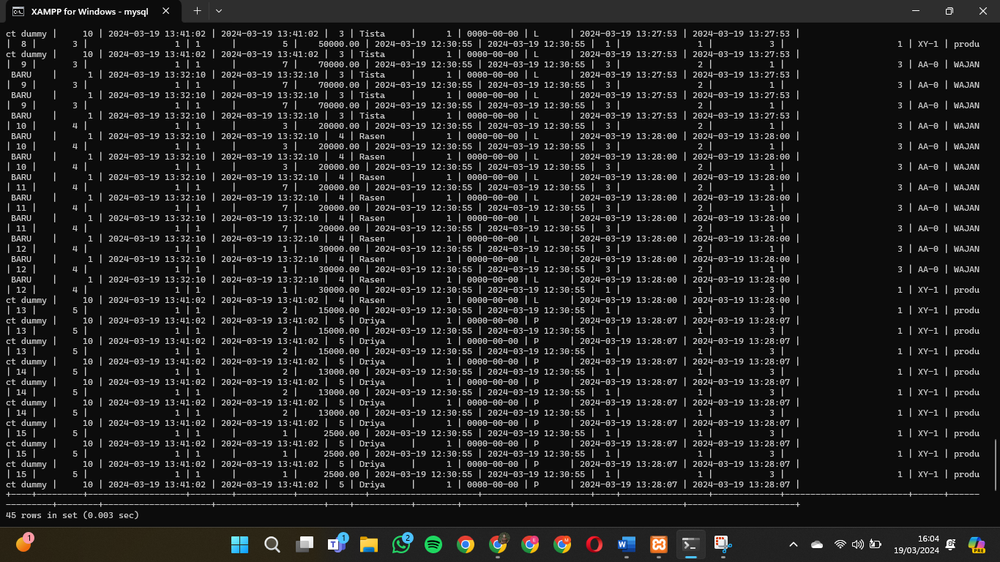 XAMPP for Windows - mysql
ct dummy |     10 | 2024-03-19 13:41:02 | 2024-03-19 13:41:02 |  3 | Tista     |      1 | 0000-00-00 | L      | 2024-03-19 13:27:53 | 2024-03-19 13:27:53 |
|  8 |       3 |                   1 | 1      |         5 |    50000.00 | 2024-03-19 12:30:55 | 2024-03-19 12:30:55 |  1 |               1 |             3 |                        1 | XY-1 | produ
ct dummy |     10 | 2024-03-19 13:41:02 | 2024-03-19 13:41:02 |  3 | Tista     |      1 | 0000-00-00 | L      | 2024-03-19 13:27:53 | 2024-03-19 13:27:53 |
|  9 |       3 |                   1 | 1      |         7 |    70000.00 | 2024-03-19 12:30:55 | 2024-03-19 12:30:55 |  3 |               2 |             1 |                        3 | AA-0 | WAJAN
 BARU    |      1 | 2024-03-19 13:32:10 | 2024-03-19 13:32:10 |  3 | Tista     |      1 | 0000-00-00 | L      | 2024-03-19 13:27:53 | 2024-03-19 13:27:53 |
|  9 |       3 |                   1 | 1      |         7 |    70000.00 | 2024-03-19 12:30:55 | 2024-03-19 12:30:55 |  3 |               2 |             1 |                        3 | AA-0 | WAJAN
 BARU    |      1 | 2024-03-19 13:32:10 | 2024-03-19 13:32:10 |  3 | Tista     |      1 | 0000-00-00 | L      | 2024-03-19 13:27:53 | 2024-03-19 13:27:53 |
|  9 |       3 |                   1 | 1      |         7 |    70000.00 | 2024-03-19 12:30:55 | 2024-03-19 12:30:55 |  3 |               2 |             1 |                        3 | AA-0 | WAJAN
 BARU    |      1 | 2024-03-19 13:32:10 | 2024-03-19 13:32:10 |  3 | Tista     |      1 | 0000-00-00 | L      | 2024-03-19 13:27:53 | 2024-03-19 13:27:53 |
| 10 |       4 |                   1 | 1      |         3 |    20000.00 | 2024-03-19 12:30:55 | 2024-03-19 12:30:55 |  3 |               2 |             1 |                        3 | AA-0 | WAJAN
 BARU    |      1 | 2024-03-19 13:32:10 | 2024-03-19 13:32:10 |  4 | Rasen     |      1 | 0000-00-00 | L      | 2024-03-19 13:28:00 | 2024-03-19 13:28:00 |
| 10 |       4 |                   1 | 1      |         3 |    20000.00 | 2024-03-19 12:30:55 | 2024-03-19 12:30:55 |  3 |               2 |             1 |                        3 | AA-0 | WAJAN
 BARU    |      1 | 2024-03-19 13:32:10 | 2024-03-19 13:32:10 |  4 | Rasen     |      1 | 0000-00-00 | L      | 2024-03-19 13:28:00 | 2024-03-19 13:28:00 |
| 10 |       4 |                   1 | 1      |         3 |    20000.00 | 2024-03-19 12:30:55 | 2024-03-19 12:30:55 |  3 |               2 |             1 |                        3 | AA-0 | WAJAN
 BARU    |      1 | 2024-03-19 13:32:10 | 2024-03-19 13:32:10 |  4 | Rasen     |      1 | 0000-00-00 | L      | 2024-03-19 13:28:00 | 2024-03-19 13:28:00 |
| 11 |       4 |                   1 | 1      |         7 |    20000.00 | 2024-03-19 12:30:55 | 2024-03-19 12:30:55 |  3 |               2 |             1 |                        3 | AA-0 | WAJAN
 BARU    |      1 | 2024-03-19 13:32:10 | 2024-03-19 13:32:10 |  4 | Rasen     |      1 | 0000-00-00 | L      | 2024-03-19 13:28:00 | 2024-03-19 13:28:00 |
| 11 |       4 |                   1 | 1      |         7 |    20000.00 | 2024-03-19 12:30:55 | 2024-03-19 12:30:55 |  3 |               2 |             1 |                        3 | AA-0 | WAJAN
 BARU    |      1 | 2024-03-19 13:32:10 | 2024-03-19 13:32:10 |  4 | Rasen     |      1 | 0000-00-00 | L      | 2024-03-19 13:28:00 | 2024-03-19 13:28:00 |
| 11 |       4 |                   1 | 1      |         7 |    20000.00 | 2024-03-19 12:30:55 | 2024-03-19 12:30:55 |  3 |               2 |             1 |                        3 | AA-0 | WAJAN
 BARU    |      1 | 2024-03-19 13:32:10 | 2024-03-19 13:32:10 |  4 | Rasen     |      1 | 0000-00-00 | L      | 2024-03-19 13:28:00 | 2024-03-19 13:28:00 |
| 12 |       4 |                   1 | 1      |         1 |    30000.00 | 2024-03-19 12:30:55 | 2024-03-19 12:30:55 |  3 |               2 |             1 |                        3 | AA-0 | WAJAN
 BARU    |      1 | 2024-03-19 13:32:10 | 2024-03-19 13:32:10 |  4 | Rasen     |      1 | 0000-00-00 | L      | 2024-03-19 13:28:00 | 2024-03-19 13:28:00 |
| 12 |       4 |                   1 | 1      |         1 |    30000.00 | 2024-03-19 12:30:55 | 2024-03-19 12:30:55 |  3 |               2 |             1 |                        3 | AA-0 | WAJAN
 BARU    |      1 | 2024-03-19 13:32:10 | 2024-03-19 13:32:10 |  4 | Rasen     |      1 | 0000-00-00 | L      | 2024-03-19 13:28:00 | 2024-03-19 13:28:00 |
| 12 |       4 |                   1 | 1      |         1 |    30000.00 | 2024-03-19 12:30:55 | 2024-03-19 12:30:55 |  1 |               1 |             3 |                        1 | XY-1 | produ
ct dummy |     10 | 2024-03-19 13:41:02 | 2024-03-19 13:41:02 |  4 | Rasen     |      1 | 0000-00-00 | L      | 2024-03-19 13:28:00 | 2024-03-19 13:28:00 |
| 13 |       5 |                   1 | 1      |         2 |    15000.00 | 2024-03-19 12:30:55 | 2024-03-19 12:30:55 |  1 |               1 |             3 |                        1 | XY-1 | produ
ct dummy |     10 | 2024-03-19 13:41:02 | 2024-03-19 13:41:02 |  5 | Driya     |      1 | 0000-00-00 | P      | 2024-03-19 13:28:07 | 2024-03-19 13:28:07 |
| 13 |       5 |                   1 | 1      |         2 |    15000.00 | 2024-03-19 12:30:55 | 2024-03-19 12:30:55 |  1 |               1 |             3 |                        1 | XY-1 | produ
ct dummy |     10 | 2024-03-19 13:41:02 | 2024-03-19 13:41:02 |  5 | Driya     |      1 | 0000-00-00 | P      | 2024-03-19 13:28:07 | 2024-03-19 13:28:07 |
| 13 |       5 |                   1 | 1      |         2 |    15000.00 | 2024-03-19 12:30:55 | 2024-03-19 12:30:55 |  1 |               1 |             3 |                        1 | XY-1 | produ
ct dummy |     10 | 2024-03-19 13:41:02 | 2024-03-19 13:41:02 |  5 | Driya     |      1 | 0000-00-00 | P      | 2024-03-19 13:28:07 | 2024-03-19 13:28:07 |
| 14 |       5 |                   1 | 1      |         2 |    13000.00 | 2024-03-19 12:30:55 | 2024-03-19 12:30:55 |  1 |               1 |             3 |                        1 | XY-1 | produ
ct dummy |     10 | 2024-03-19 13:41:02 | 2024-03-19 13:41:02 |  5 | Driya     |      1 | 0000-00-00 | P      | 2024-03-19 13:28:07 | 2024-03-19 13:28:07 |
| 14 |       5 |                   1 | 1      |         2 |    13000.00 | 2024-03-19 12:30:55 | 2024-03-19 12:30:55 |  1 |               1 |             3 |                        1 | XY-1 | produ
ct dummy |     10 | 2024-03-19 13:41:02 | 2024-03-19 13:41:02 |  5 | Driya     |      1 | 0000-00-00 | P      | 2024-03-19 13:28:07 | 2024-03-19 13:28:07 |
| 14 |       5 |                   1 | 1      |         2 |    13000.00 | 2024-03-19 12:30:55 | 2024-03-19 12:30:55 |  1 |               1 |             3 |                        1 | XY-1 | produ
ct dummy |     10 | 2024-03-19 13:41:02 | 2024-03-19 13:41:02 |  5 | Driya     |      1 | 0000-00-00 | P      | 2024-03-19 13:28:07 | 2024-03-19 13:28:07 |
| 15 |       5 |                   1 | 1      |         1 |     2500.00 | 2024-03-19 12:30:55 | 2024-03-19 12:30:55 |  1 |               1 |             3 |                        1 | XY-1 | produ
ct dummy |     10 | 2024-03-19 13:41:02 | 2024-03-19 13:41:02 |  5 | Driya     |      1 | 0000-00-00 | P      | 2024-03-19 13:28:07 | 2024-03-19 13:28:07 |
| 15 |       5 |                   1 | 1      |         1 |     2500.00 | 2024-03-19 12:30:55 | 2024-03-19 12:30:55 |  1 |               1 |             3 |                        1 | XY-1 | produ
ct dummy |     10 | 2024-03-19 13:41:02 | 2024-03-19 13:41:02 |  5 | Driya     |      1 | 0000-00-00 | P      | 2024-03-19 13:28:07 | 2024-03-19 13:28:07 |
| 15 |       5 |                   1 | 1      |         1 |     2500.00 | 2024-03-19 12:30:55 | 2024-03-19 12:30:55 |  1 |               1 |             3 |                        1 | XY-1 | produ
ct dummy |     10 | 2024-03-19 13:41:02 | 2024-03-19 13:41:02 |  5 | Driya     |      1 | 0000-00-00 | P      | 2024-03-19 13:28:07 | 2024-03-19 13:28:07 |
45 rows in set (0.003 sec)
1
1
2
16:04
19/03/2024
PRE